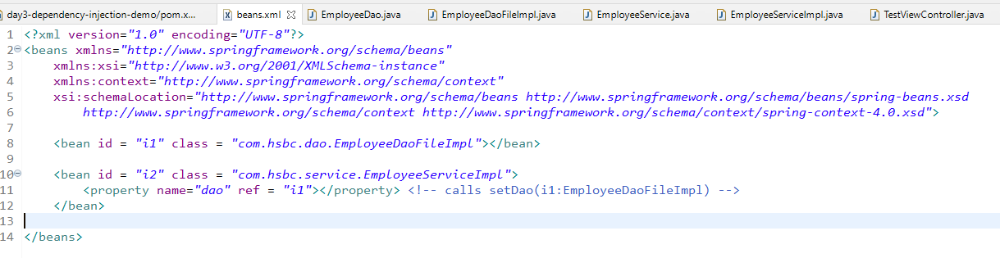 day3-dependency-injection-demo/pom.x... beans.xml EmployeeDao.java EmployeeDaoFileImpl.java EmployeeService.java EmployeeServiceImpl.java TestViewController.java
1 <?xml version="1.0" encoding="UTF-8"?>
2 <beans xmlns="http://www.springframework.org/schema/beans"
3 xmlns:xsi="http://www.w3.org/2001/XMLSchema-instance"
4 xmlns:context="http://www.springframework.org/schema/context"
5 xsi:schemaLocation="http://www.springframework.org/schema/beans http://www.springframework.org/schema/beans/spring-beans.xsd
6 http://www.springframework.org/schema/context http://www.springframework.org/schema/context/spring-context-4.0.xsd">
7
8 <bean id = "i1" class = "com.hsbc.dao.EmployeeDaoFileImpl"></bean>
9
10 <bean id = "i2" class = "com.hsbc.service.EmployeeServiceImpl">
11 <property name="dao" ref = "i1"></property> <!-- calls setDao(i1:EmployeeDaoFileImpl) -->
12 </bean>
13
14 </beans>